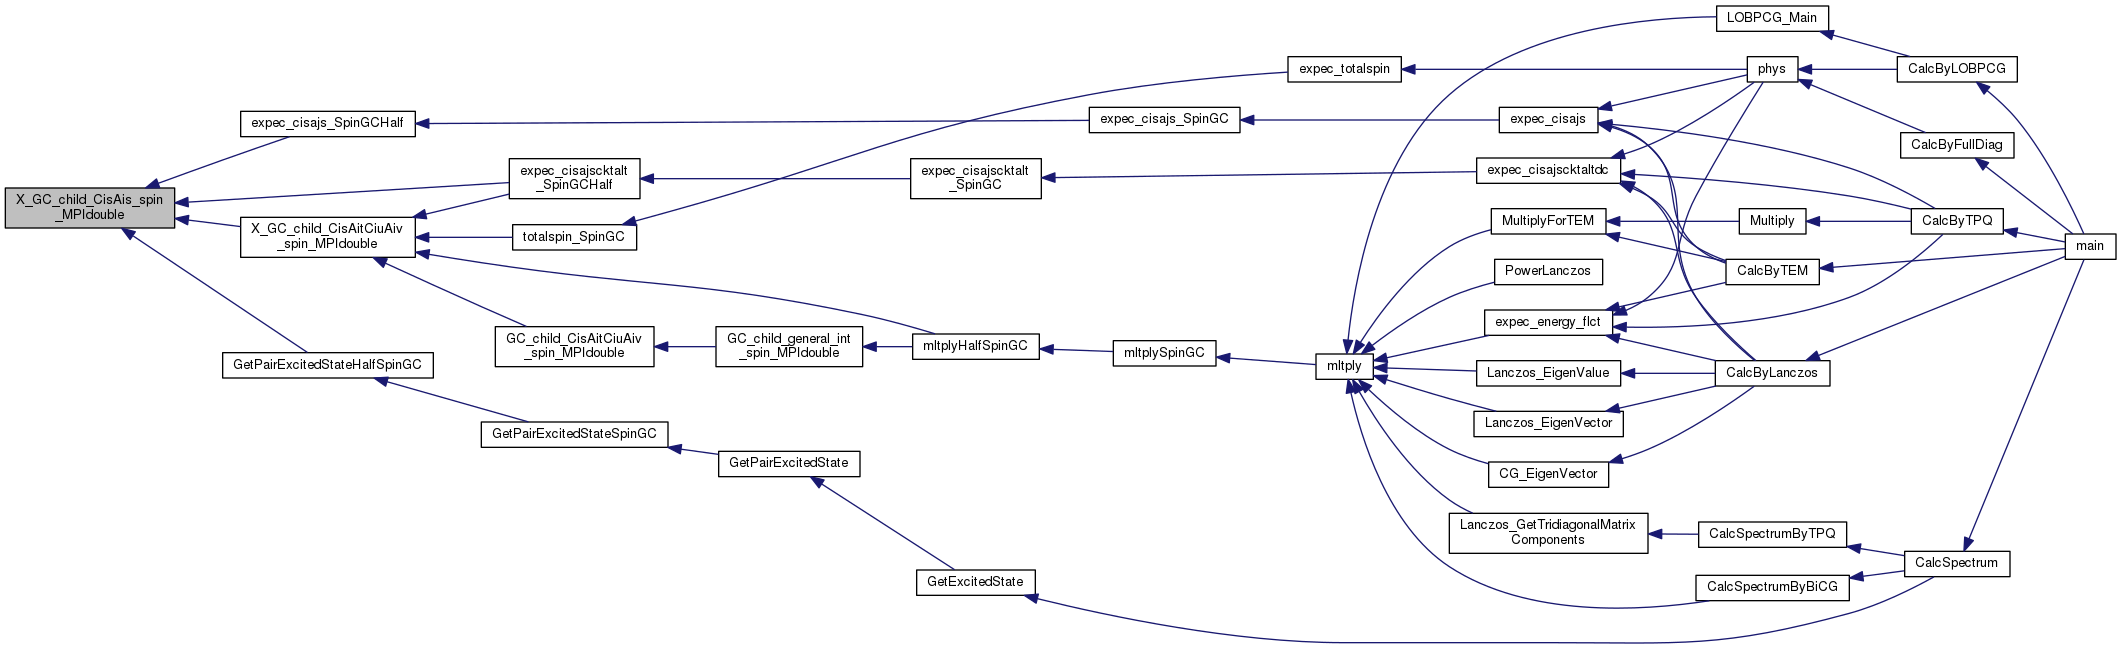 X_GC_child_CisAis_spin
_MPIdouble
expec_cisajs_SpinGCHalf
expec_cisajscktalt
_SpinGCHalf
X_GC_child_CisAitCiuAiv
_spin_MPIdouble
totalspin_SpinGC
GC_child_CisAitCiuAiv
_spin_MPIdouble
GC_child_general_int
_spin_MPIdouble
mltplyHalfSpinGC
mltplySpinGC
mltply
GetPairExcitedStateHalfSpinGC
GetPairExcitedStateSpinGC
GetPairExcitedState
GetExcitedState
expec_cisajscktalt
_SpinGC
expec_cisajs_SpinGC
expec_totalspin
LOBPCG_Main
phys
expec_cisajs
expec_cisajscktaltdc
MultiplyForTEM
Multiply
PowerLanczos
expec_energy_flct
Lanczos_EigenValue
Lanczos_EigenVector
CG_EigenVector
Lanczos_GetTridiagonalMatrix
Components
CalcSpectrumByTPQ
CalcSpectrumByBiCG
CalcByLOBPCG
CalcByFullDiag
CalcByTPQ
CalcByTEM
CalcByLanczos
CalcSpectrum
main